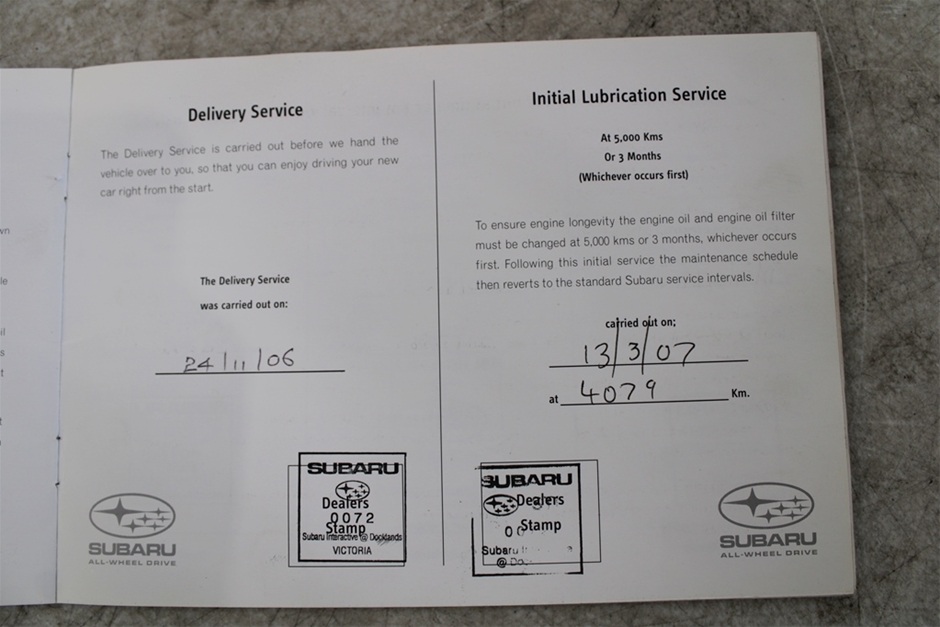 Delivery Service
The Delivery Service is carried out before we hand the
vehicle over to you, so that you can enjoy driving your new
car right from the start.
The Delivery Service
was carried out on:
24/11/06
SUBARU
Dealers
0072
Stamp
Subaru Interactive @ Docklands
VICTORIA
SUBARU
ALL-WHEEL DRIVE
Initial Lubrication Service
At 5,000 Kms
Or 3 Months
(Whichever occurs first)
To ensure engine longevity the engine oil and engine oil filter
must be changed at 5,000 kms or 3 months, whichever occurs
first. Following this initial service the maintenance schedule
then reverts to the standard Subaru service intervals.
carried out on;
13/3/07
at 4079 Km.
SUBARU
Dealers
Stamp
Subaru
SUBARU
ALL-WHEEL DRIVE